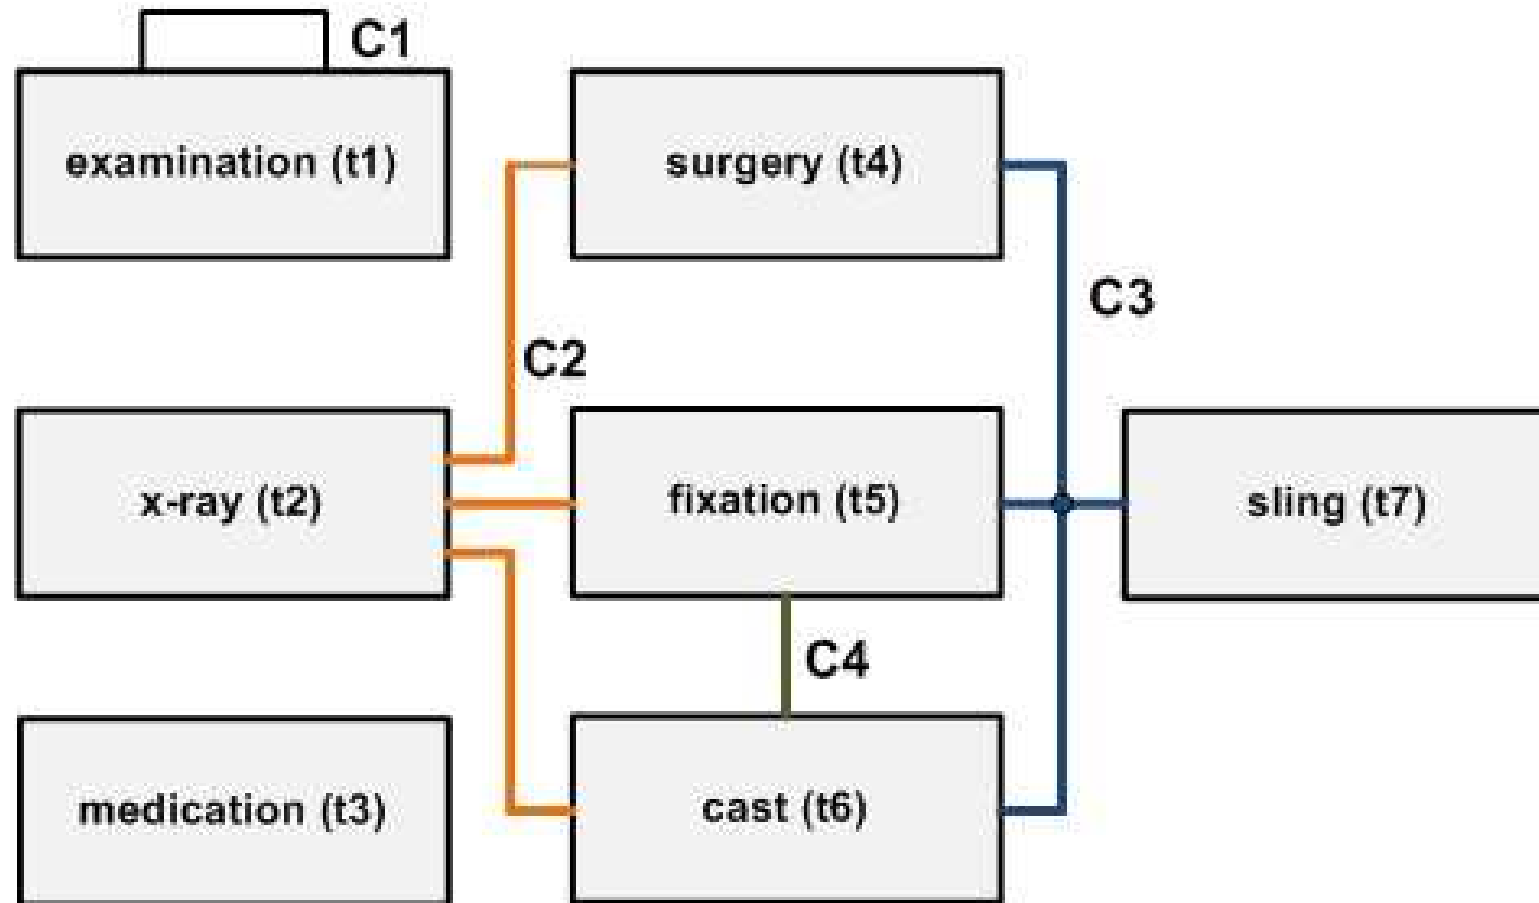 C1
examination (t1)
surgery (t4)
C3
C2
x-ray (t2)
fixation (t5)
sling (t7)
C4
medication (t3)
cast (t6)